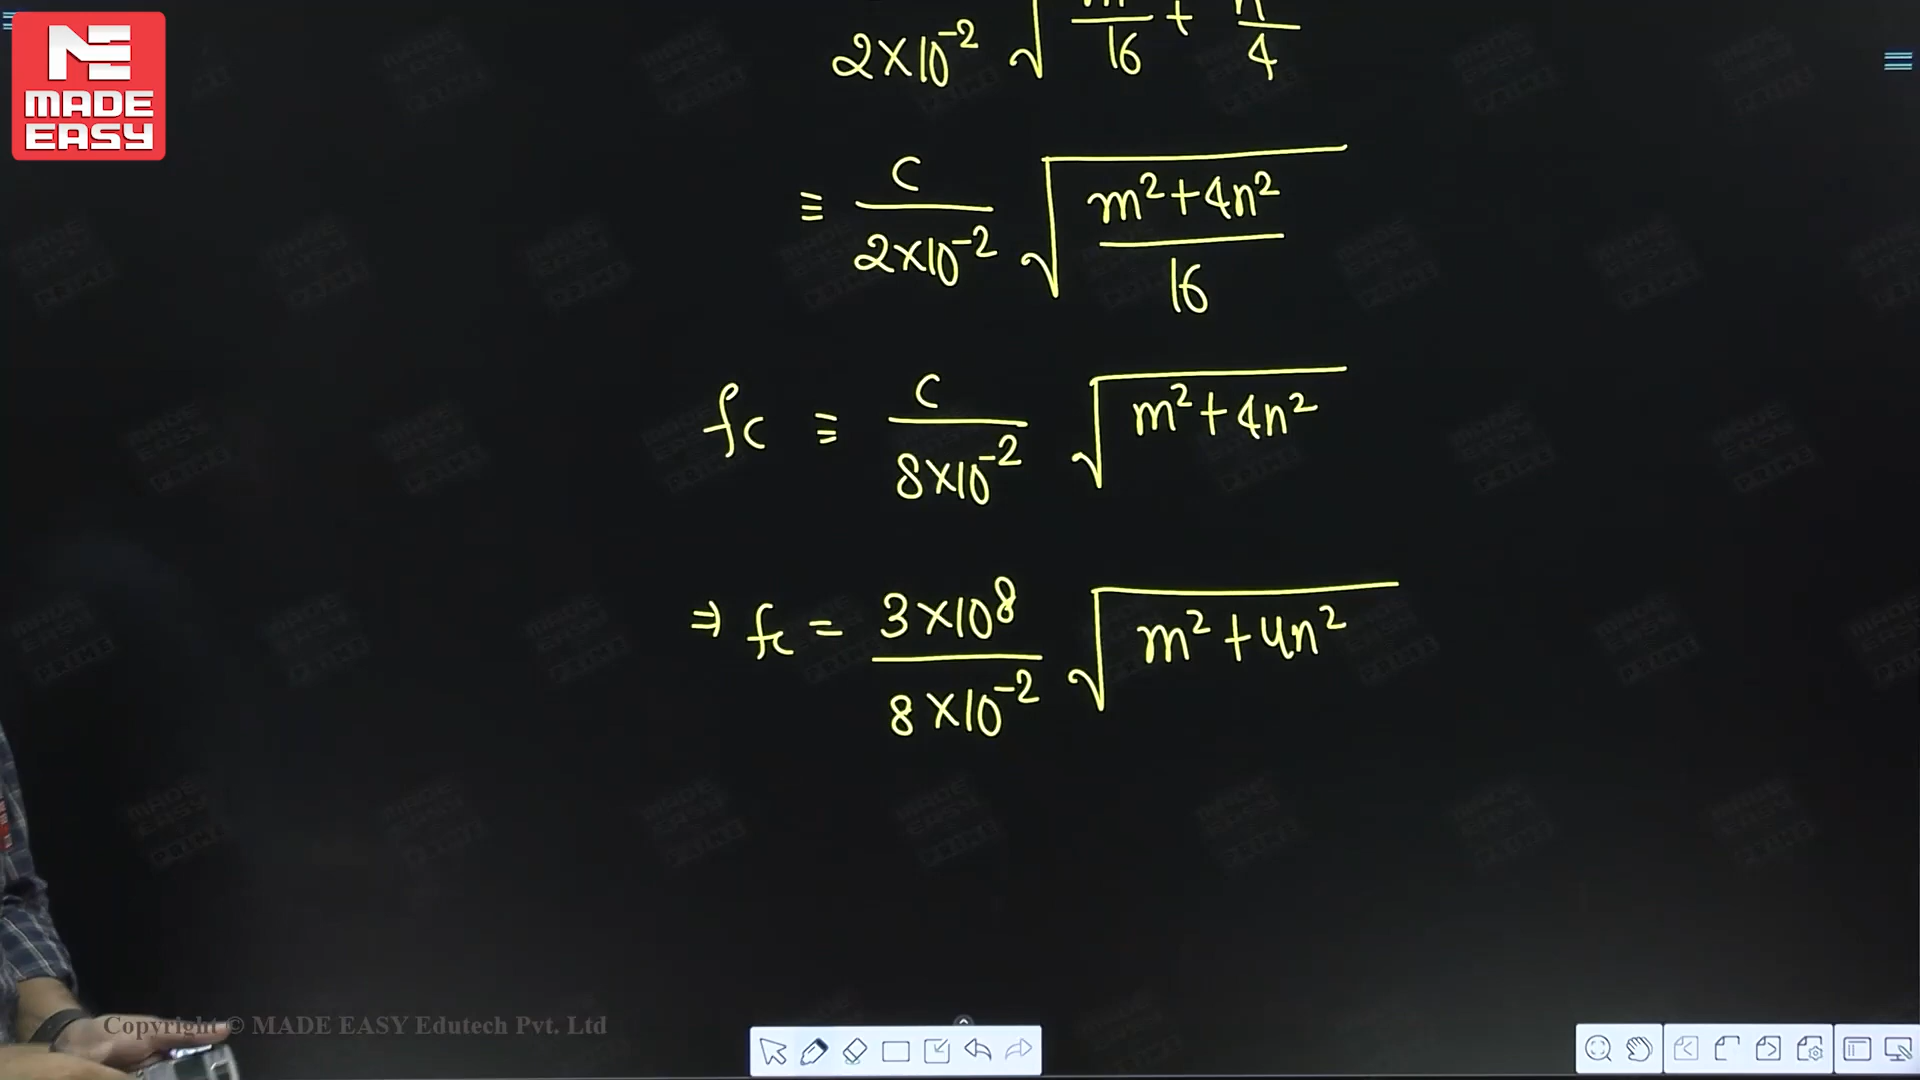 2×10⁻² √ m/16 + n/4
≡ c/2×10⁻² √ m²+4n²/16
fc ≡ c/8×10⁻² √ m²+4n²
⇒ fc = 3×10⁸/8×10⁻² √ m²+4n²
ME
MADE
EASY
Copyright © MADE EASY Edutech Pvt. Ltd